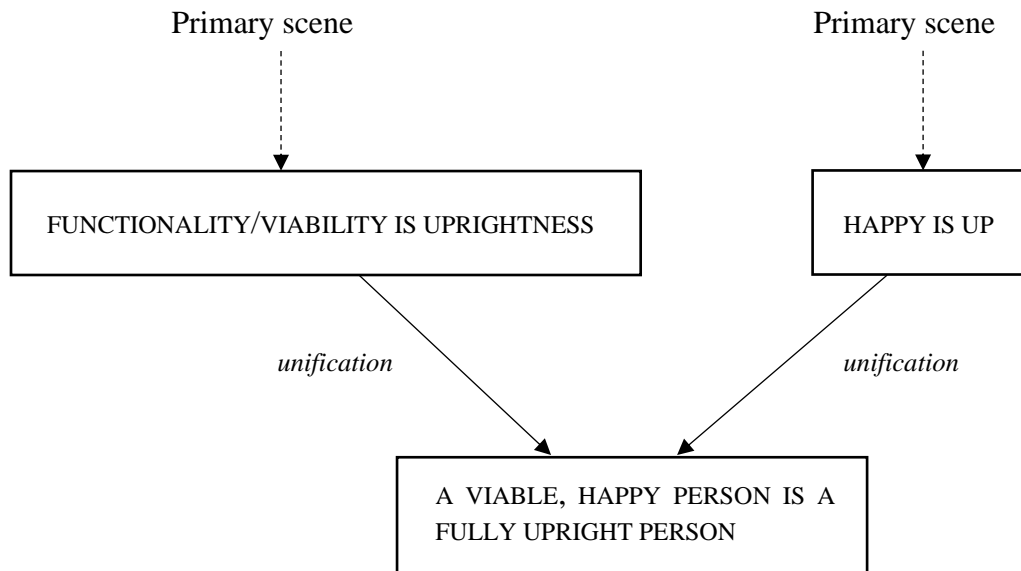 Primary scene
Primary scene
FUNCTIONALITY/VIABILITY IS UPRIGHTNESS
HAPPY IS UP
unification
unification
A VIABLE, HAPPY PERSON IS A
FULLY UPRIGHT PERSON